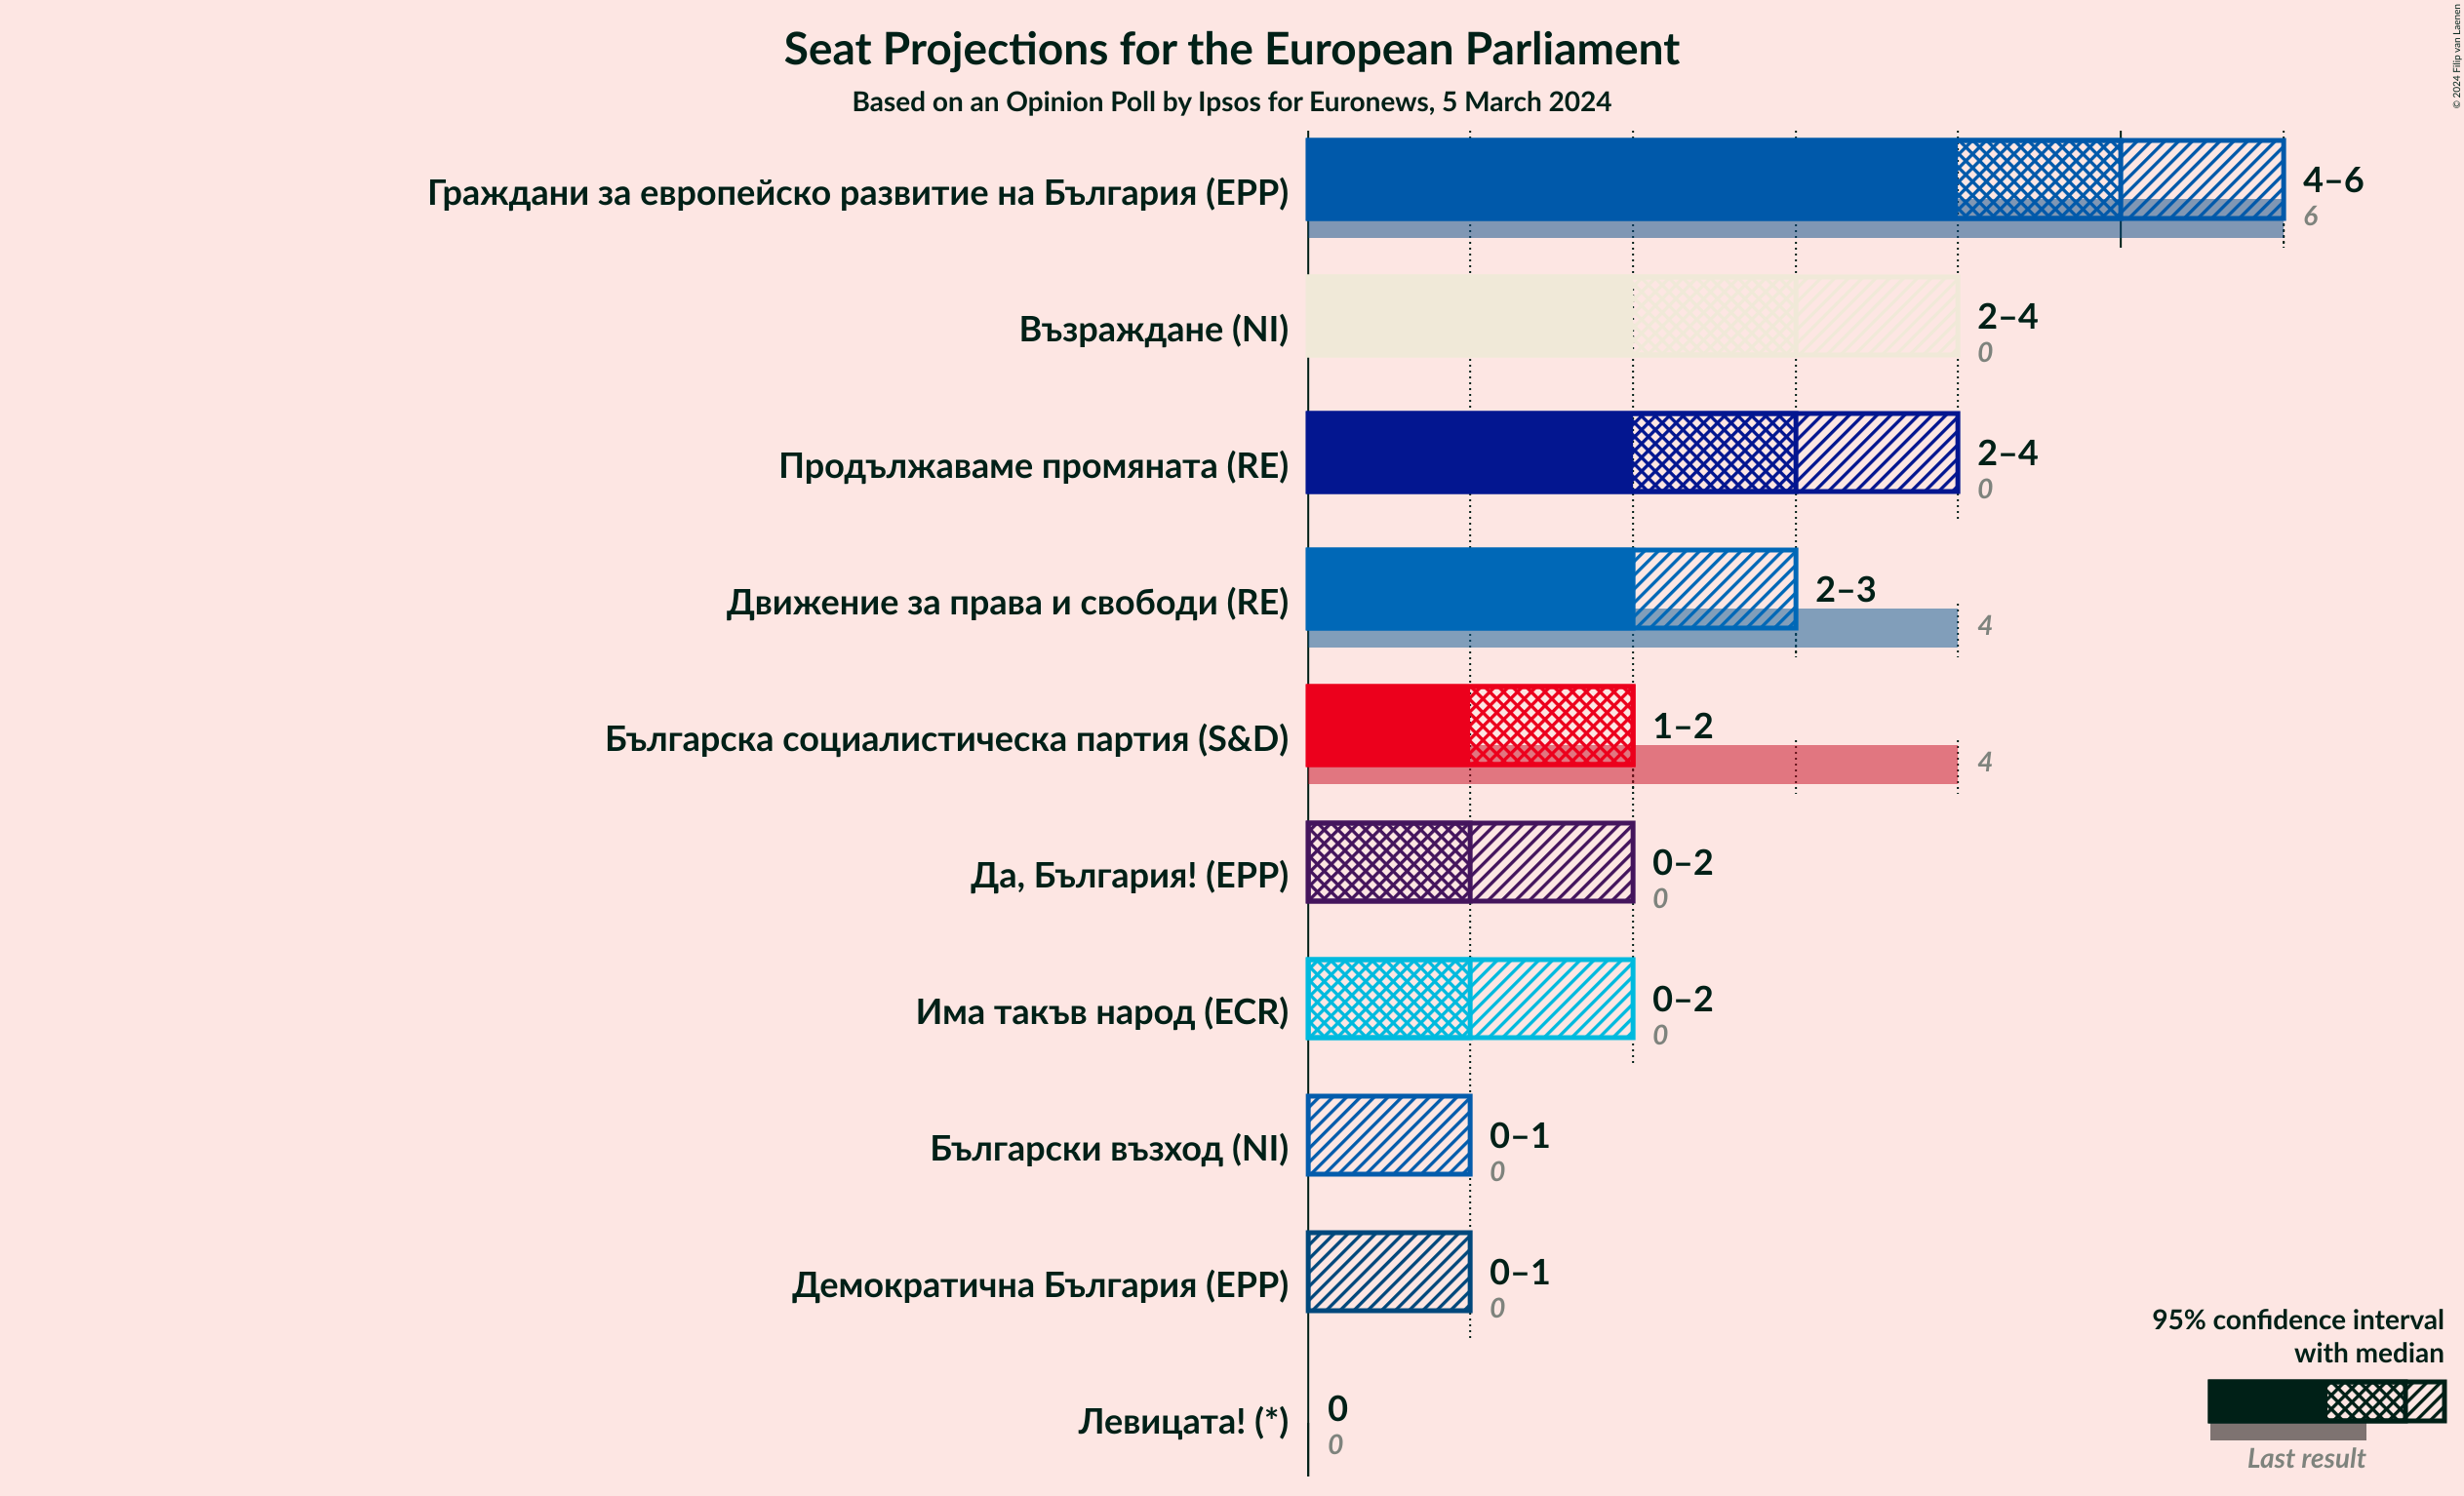 Seat Projections for the European Parliament
Based on an Opinion Poll by Ipsos for Euronews, 5 March 2024
© 2024 Filip van Laenen
Граждани за европейско развитие на България (EPP)
4–6
6
Възраждане (NI)
2–4
0
Продължаваме промяната (RE)
2–4
0
Движение за права и свободи (RE)
2–3
4
Българска социалистическа партия (S&D)
1–2
4
Да, България! (EPP)
0–2
0
Има такъв народ (ECR)
0–2
0
Български възход (NI)
0–1
0
Демократична България (EPP)
0–1
0
Левицата! (*)
0
0
95% confidence interval
with median
Last result